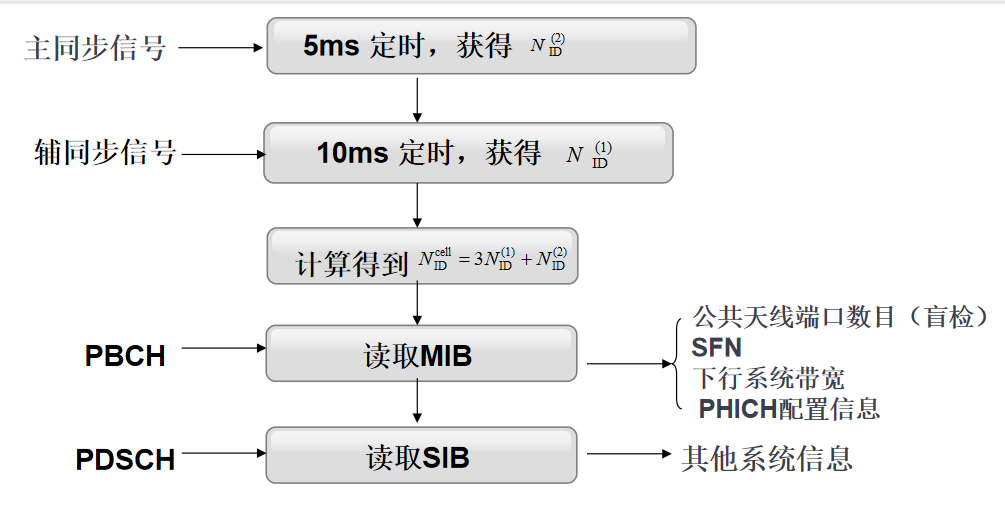 主同步信号
5ms 定时，获得 N_ID^(2)
辅同步信号
10ms 定时，获得 N_ID^(1)
计算得到 N_ID^cell = 3N_ID^(1) + N_ID^(2)
PBCH
读取MIB
公共天线端口数目（盲检）
SFN
下行系统带宽
PHICH配置信息
PDSCH
读取SIB
其他系统信息